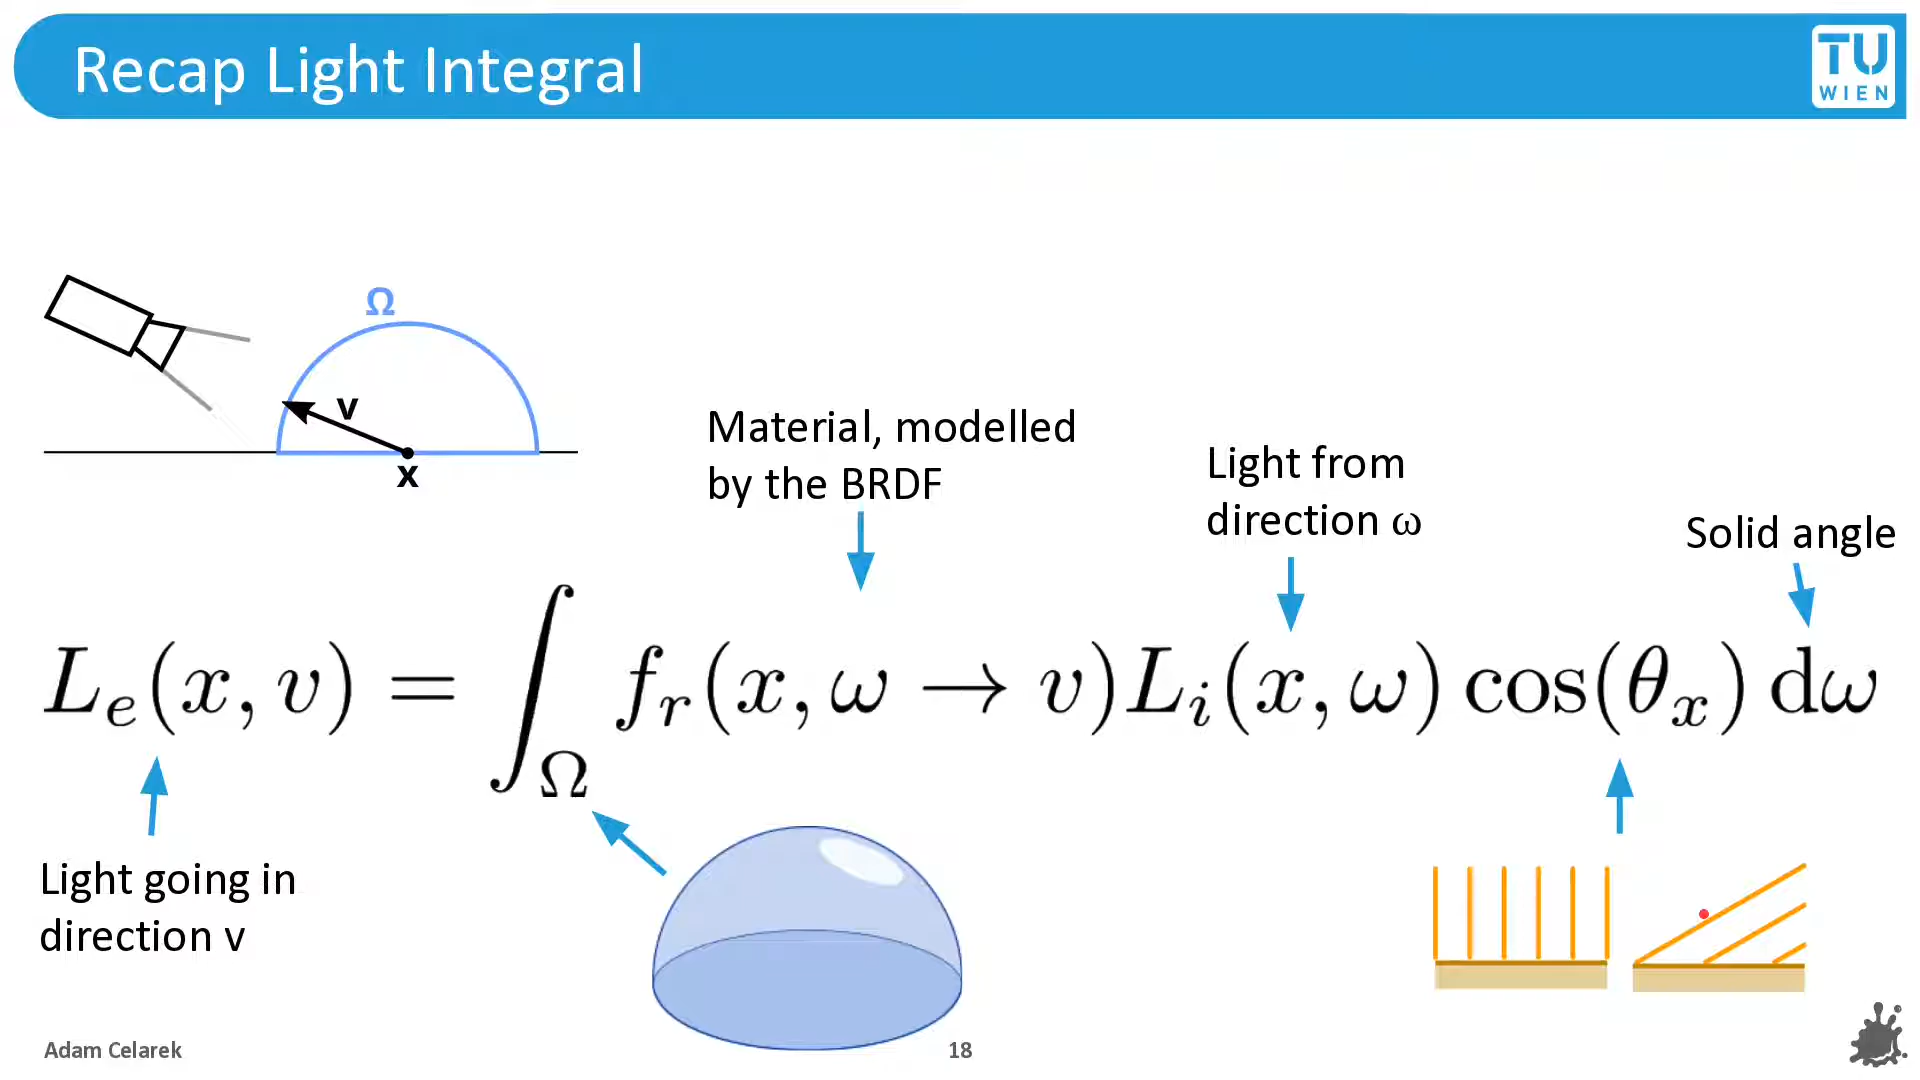 Recap Light Integral
TU
WIEN
Ω
v
x
Material, modelled
by the BRDF
Light from
direction ω
Solid angle
L_e(x, v) = ∫_Ω f_r(x, ω → v) L_i(x, ω) cos(θ_x) dω
Light going in
direction v
Adam Celarek
18